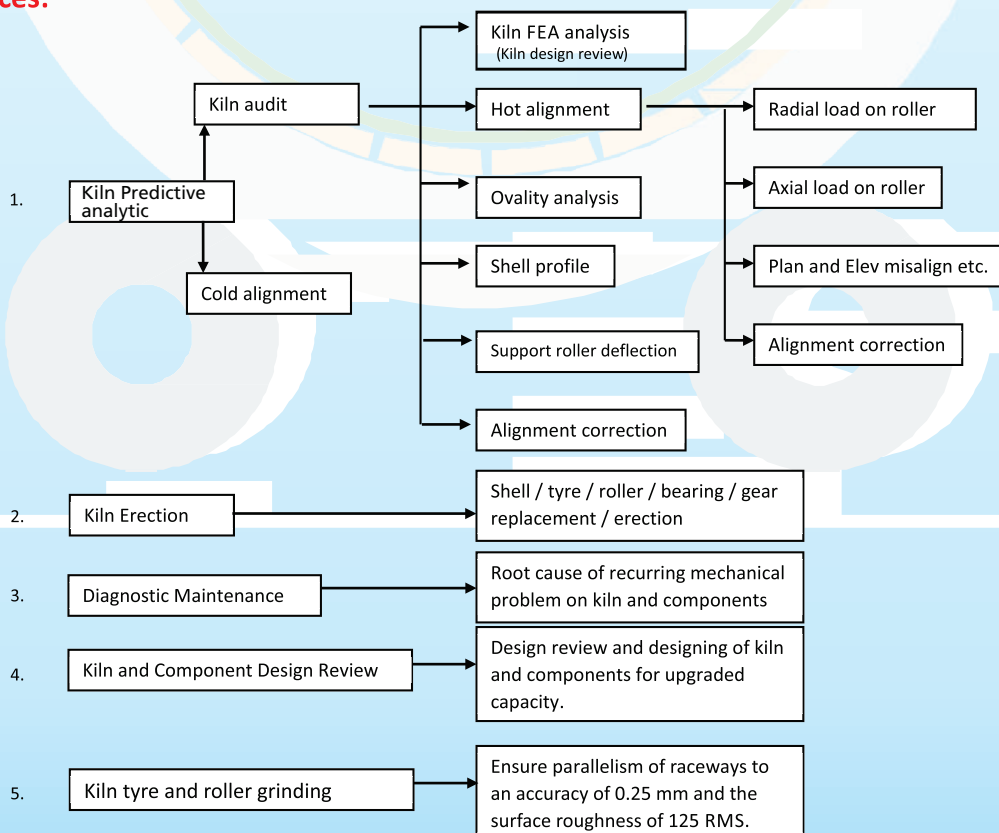 ces:
Kiln FEA analysis
(Kiln design review)
Kiln audit
Hot alignment
Radial load on roller
1.
Kiln Predictive
analytic
Ovality analysis
Axial load on roller
Cold alignment
Shell profile
Plan and Elev misalign etc.
Support roller deflection
Alignment correction
Alignment correction
2.
Kiln Erection
Shell / tyre / roller / bearing / gear
replacement / erection
3.
Diagnostic Maintenance
Root cause of recurring mechanical
problem on kiln and components
4.
Kiln and Component Design Review
Design review and designing of kiln
and components for upgraded
capacity.
5.
Kiln tyre and roller grinding
Ensure parallelism of raceways to
an accuracy of 0.25 mm and the
surface roughness of 125 RMS.